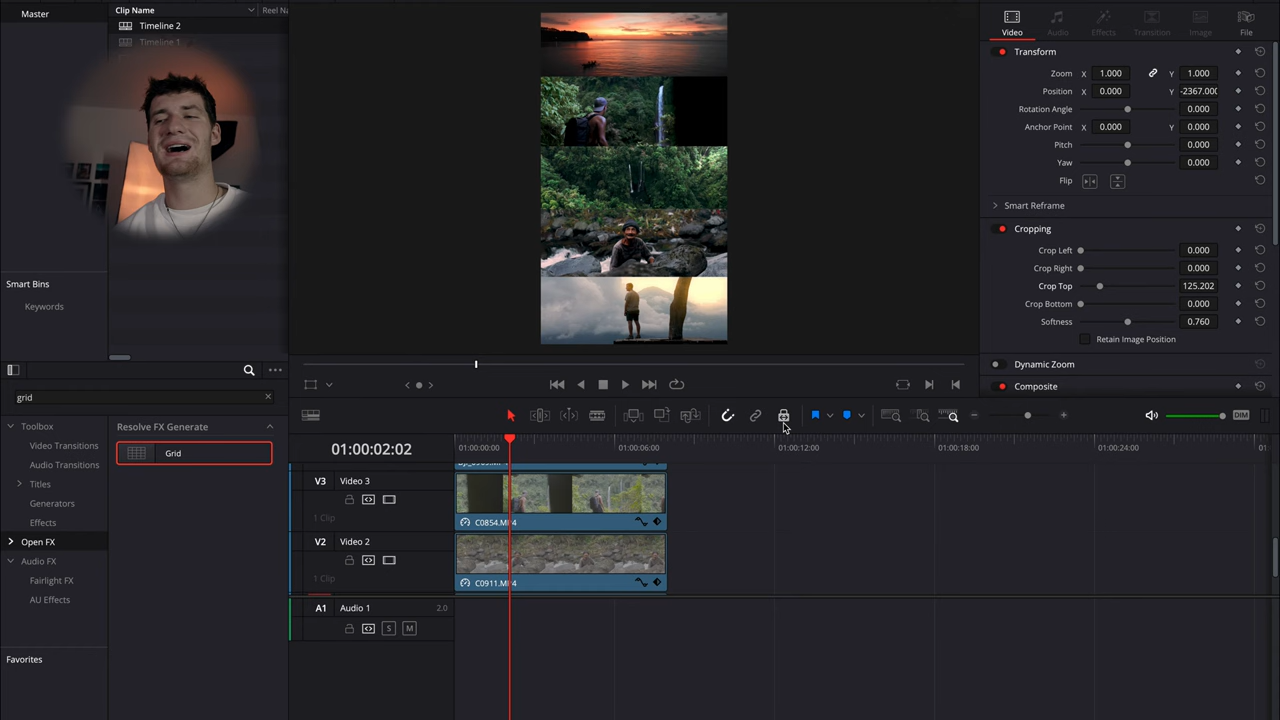 Master
Clip Name
Reel Na
Timeline 2
Timeline 1
Smart Bins
Keywords
Video
Audio
Effects
Transition
Image
File
Transform
Zoom X 1.000 Y 1.000
Position X 0.000 Y -2367.000
Rotation Angle 0.000
Anchor Point X 0.000 Y 0.000
Pitch 0.000
Yaw 0.000
Flip
Smart Reframe
Cropping
Crop Left 0.000
Crop Right 0.000
Crop Top 125.202
Crop Bottom 0.000
Softness 0.760
Retain Image Position
Dynamic Zoom
Composite
grid
Toolbox
Video Transitions
Audio Transitions
Titles
Generators
Effects
Open FX
Audio FX
Fairlight FX
AU Effects
Favorites
Resolve FX Generate
Grid
DIM
01:00:02:02
01:00:00:00
01:00:06:00
01:00:12:00
01:00:18:00
01:00:24:00
V3 Video 3
1 Clip
C0854.MP4
V2 Video 2
1 Clip
C0911.MP4
A1 Audio 1 2.0
S M